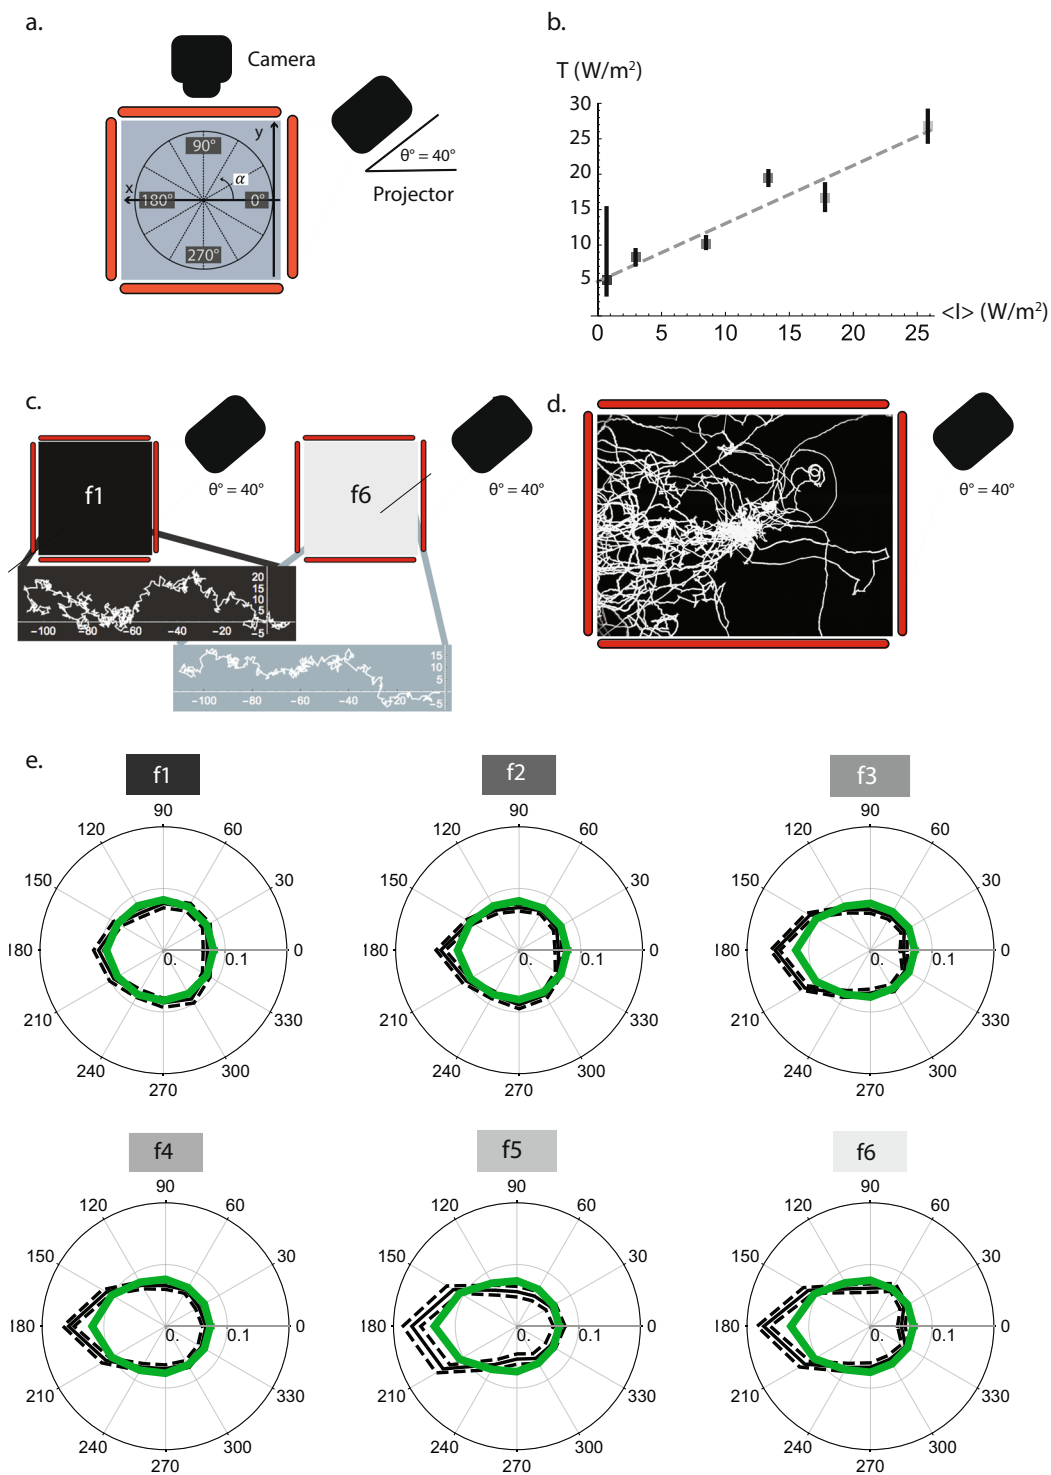 a.
Camera
y
90°
α
x
180°
0°
270°
θ° = 40°
Projector
b.
T (W/m²)
30
25
20
15
10
5
0 5 10 15 20 25
<I> (W/m²)
c.
f1
θ° = 40°
f6
θ° = 40°
20
15
10
5
−5
−100 −80 −60 −40 −20
15
10
5
−5
−100 −80 −60 −40 −20
d.
θ° = 40°
e.
f1
90
120 60
150 30
180 0. 0.1 0
210 330
240 300
270
f2
90
120 60
150 30
180 0. 0.1 0
210 330
240 300
270
f3
90
120 60
150 30
180 0. 0.1 0
210 330
240 300
270
f4
90
120 60
150 30
180 0. 0.1 0
210 330
240 300
270
f5
90
120 60
150 30
180 0. 0.1 0
210 330
240 300
270
f6
90
120 60
150 30
180 0. 0.1 0
210 330
240 300
270